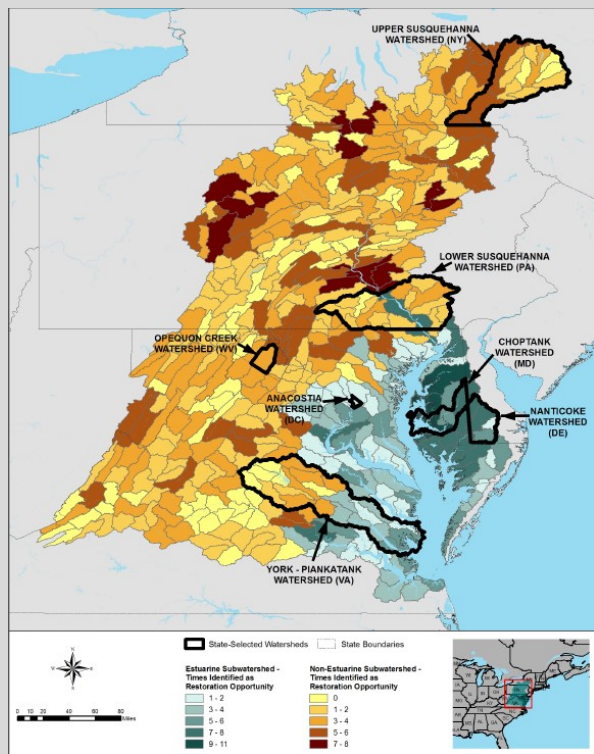 UPPER SUSQUEHANNA
WATERSHED (NY)
LOWER SUSQUEHANNA
WATERSHED (PA)
OPEQUON CREEK
WATERSHED (WV)
CHOPTANK
WATERSHED
(MD)
ANACOSTIA
WATERSHED
(DC)
NANTICOKE
WATERSHED
(DE)
YORK - PIANKATANK
WATERSHED (VA)
State-Selected Watersheds
State Boundaries
N
Estuarine Subwatershed -
Times Identified as
Restoration Opportunity
1 - 2
3 - 4
5 - 6
7 - 8
9 - 11
Non-Estuarine Subwatershed -
Times Identified as
Restoration Opportunity
0
1 - 2
3 - 4
5 - 6
7 - 8
0 10 20 40 60 80
Miles